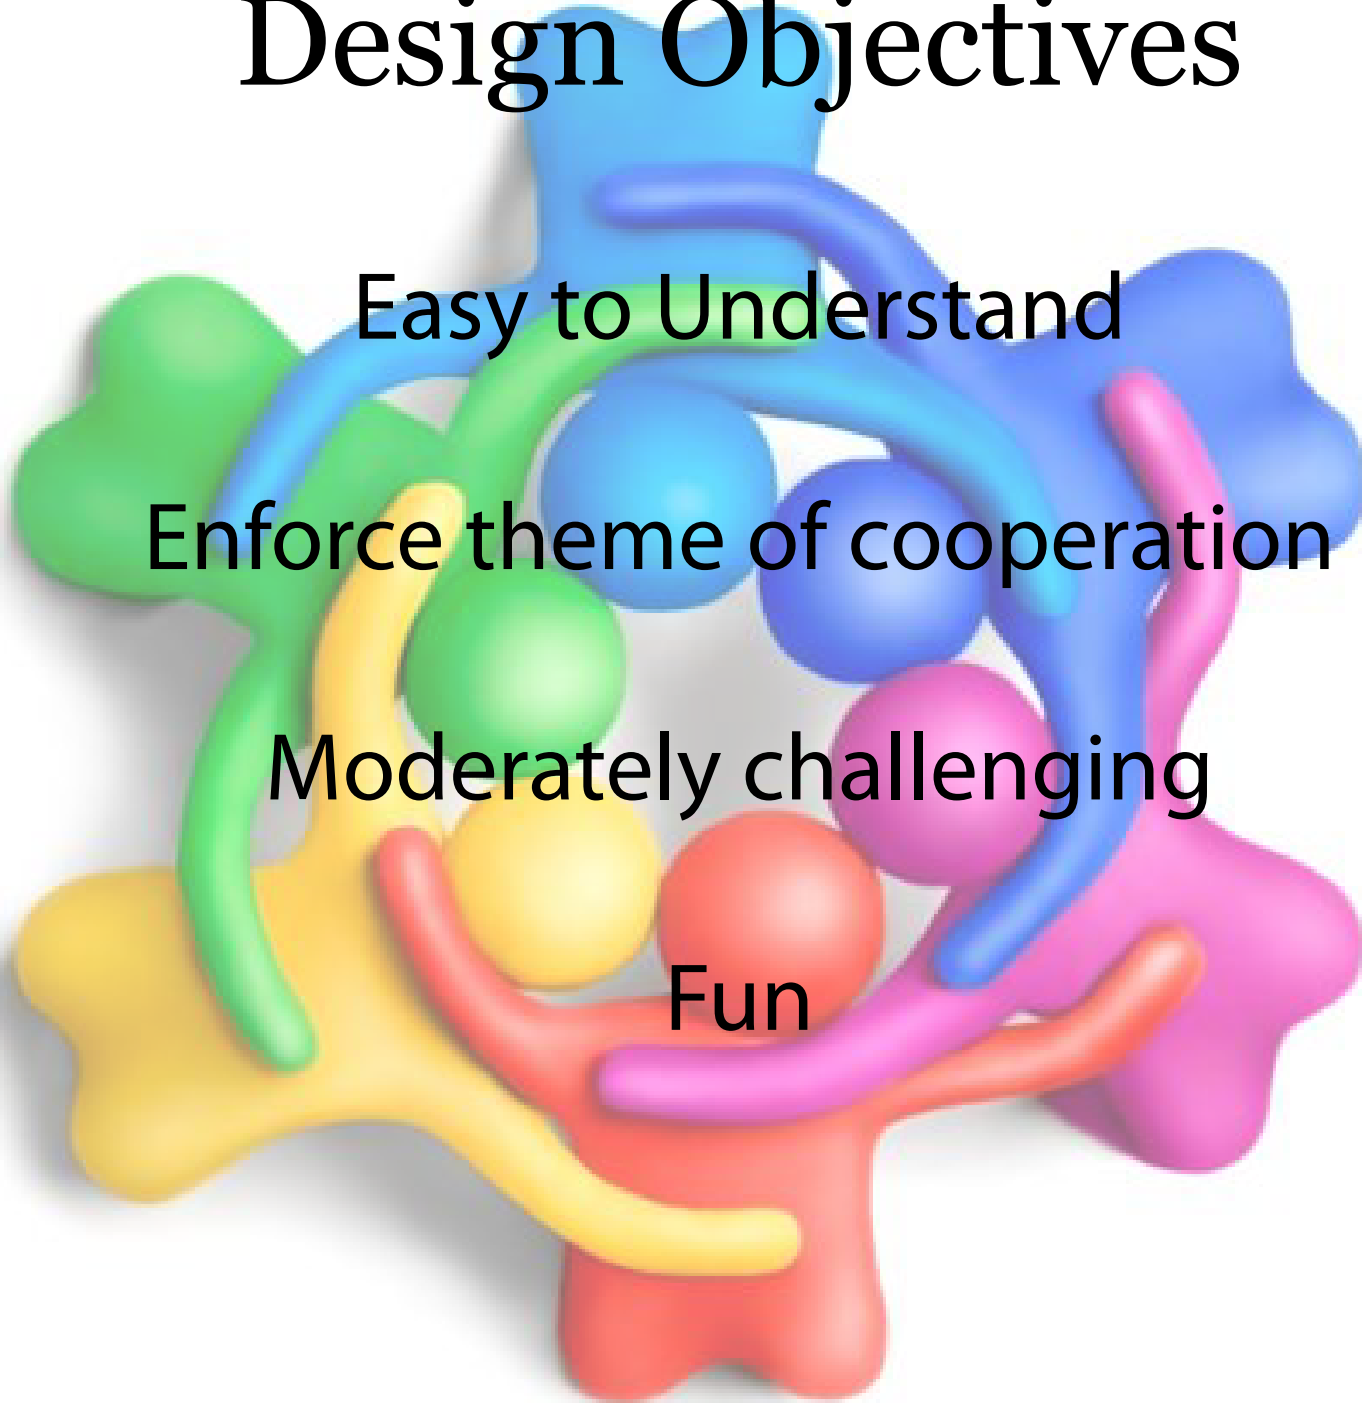 Design Objectives
Easy to Understand
Enforce theme of cooperation
Moderately challenging
Fun